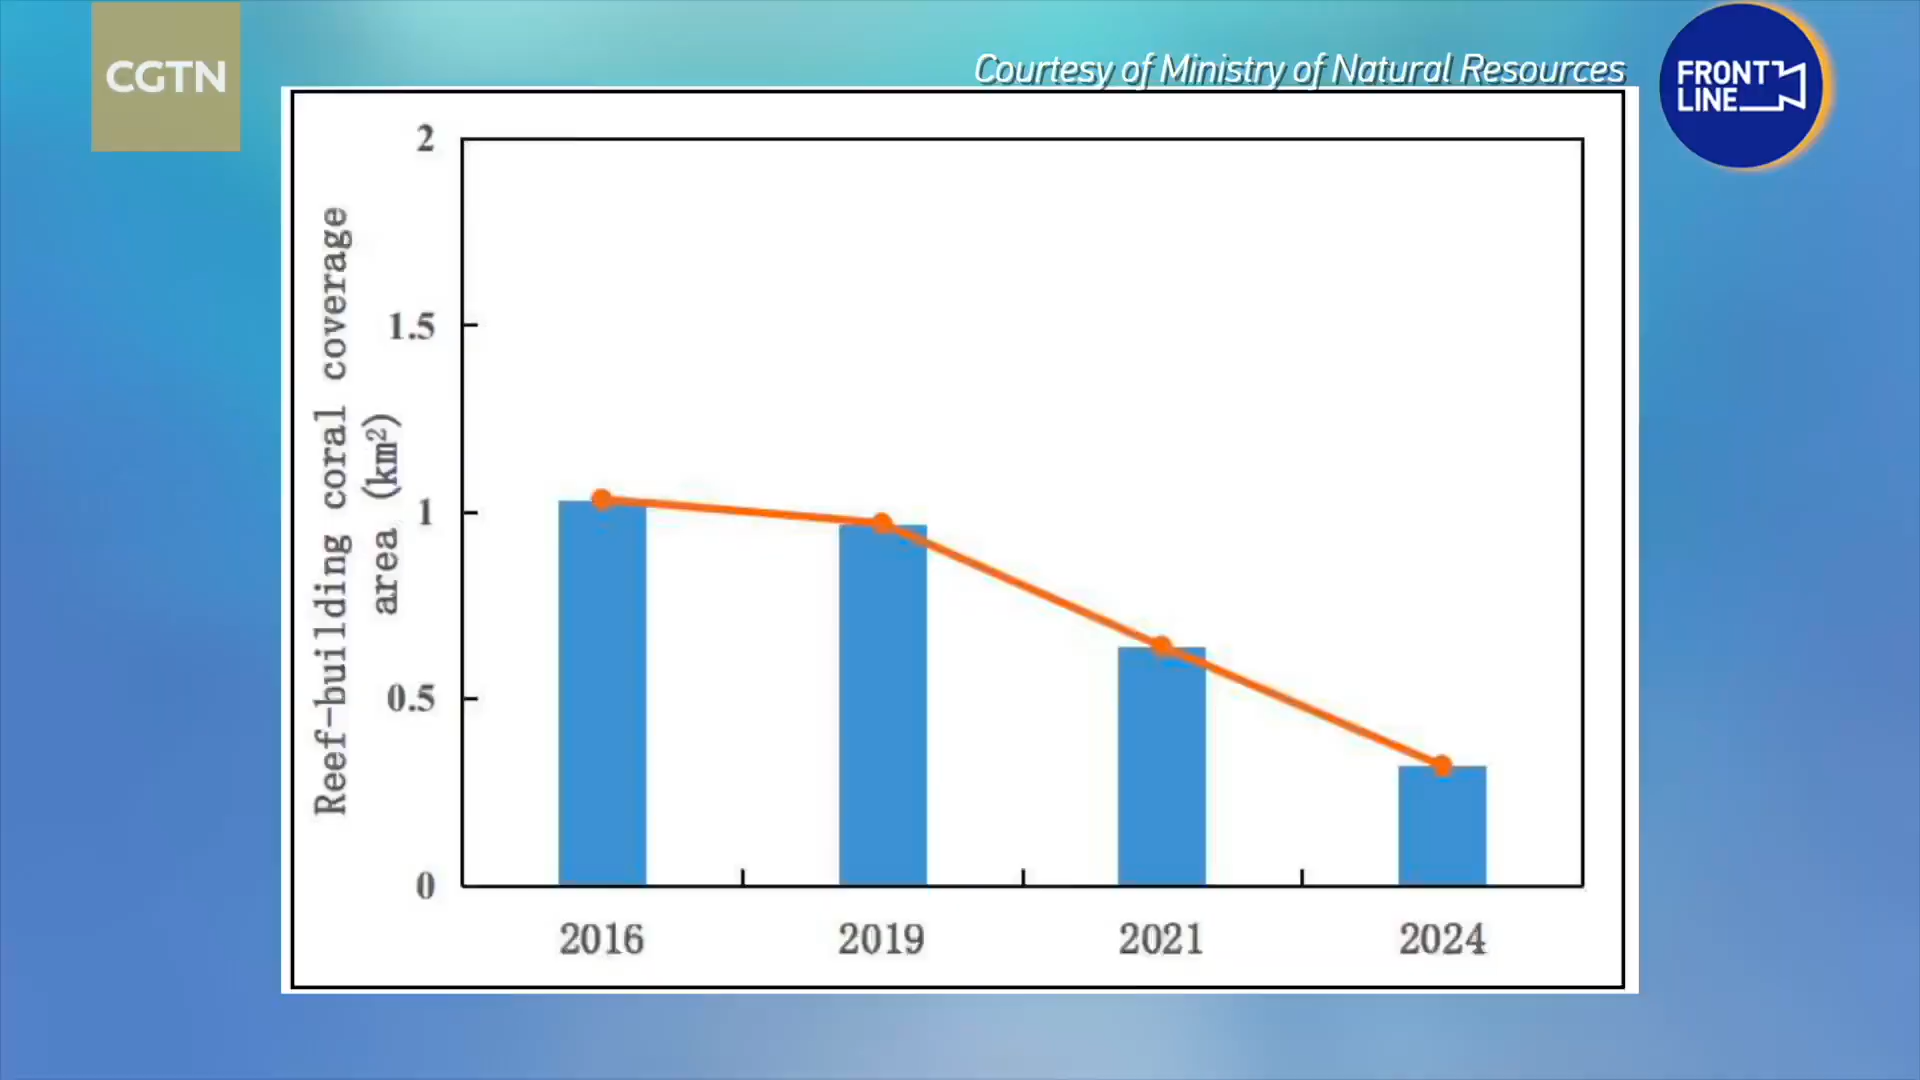 CGTN
Courtesy of Ministry of Natural Resources
FRONT
LINE
Reef-building coral coverage
area (km²)
2
1.5
1
0.5
0
2016 2019 2021 2024